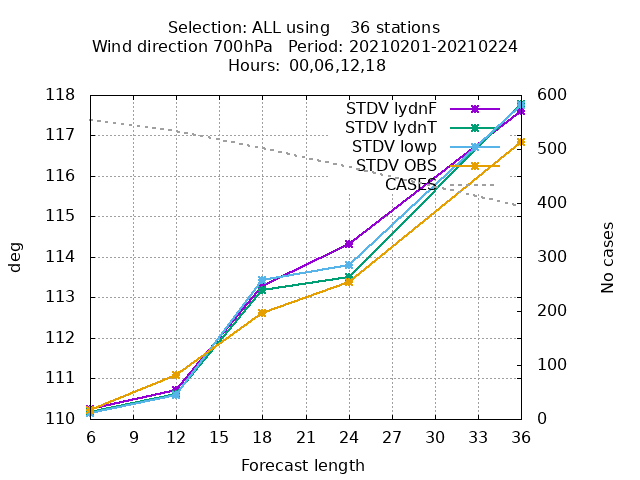 Selection: ALL using    36 stations
Wind direction 700hPa   Period: 20210201-20210224
Hours: 00,06,12,18
118
117
116
115
114
113
112
111
110
600
500
400
300
200
100
0
STDV lydnF
STDV lydnT
STDV lowp
STDV OBS
CASES
deg
No cases
6 9 12 15 18 21 24 27 30 33 36
Forecast length